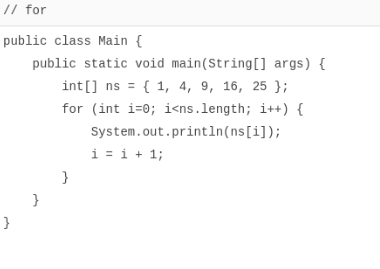 // for
public class Main {
    public static void main(String[] args) {
        int[] ns = { 1, 4, 9, 16, 25 };
        for (int i=0; i<ns.length; i++) {
            System.out.println(ns[i]);
            i = i + 1;
        }
    }
}